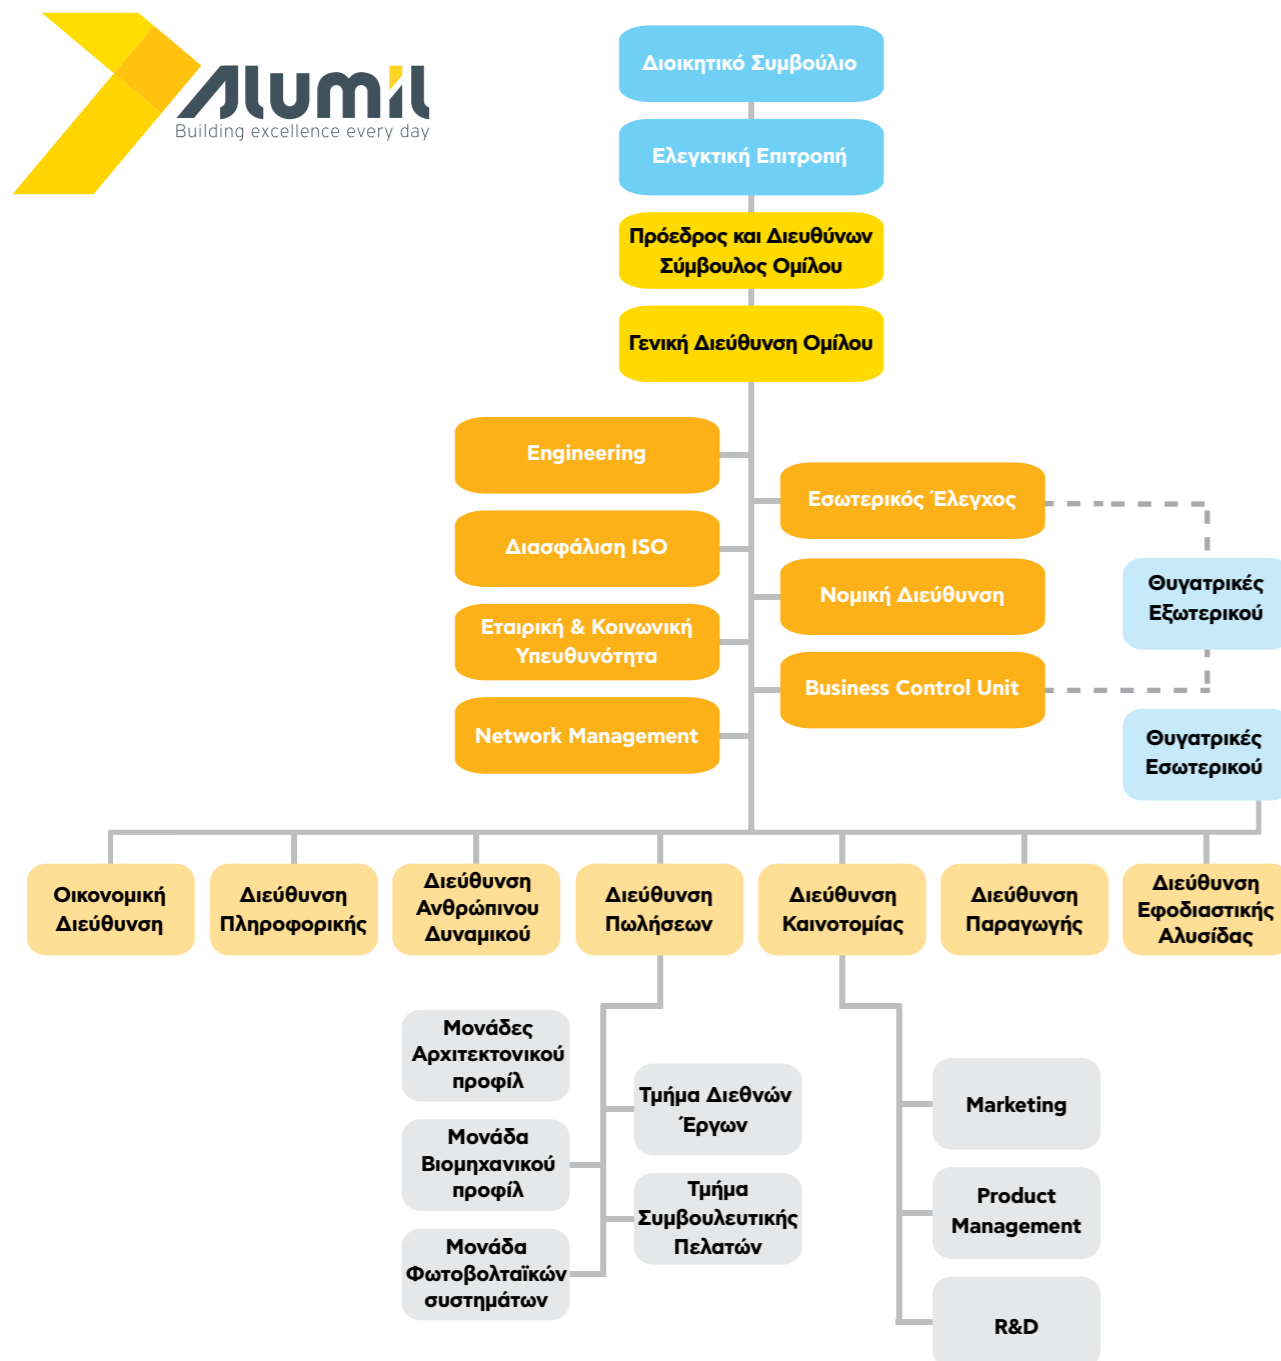 Alumil
Building excellence every day
Διοικητικό Συμβούλιο
Ελεγκτική Επιτροπή
Πρόεδρος και Διευθύνων
Σύμβουλος Ομίλου
Γενική Διεύθυνση Ομίλου
Engineering
Εσωτερικός Έλεγχος
Διασφάλιση ISO
Νομική Διεύθυνση
Θυγατρικές
Εξωτερικού
Εταιρική & Κοινωνική
Υπευθυνότητα
Business Control Unit
Network Management
Θυγατρικές
Εσωτερικού
Οικονομική
Διεύθυνση
Διεύθυνση
Πληροφορικής
Διεύθυνση
Ανθρώπινου
Δυναμικού
Διεύθυνση
Πωλήσεων
Διεύθυνση
Καινοτομίας
Διεύθυνση
Παραγωγής
Διεύθυνση
Εφοδιαστικής
Αλυσίδας
Μονάδες
Αρχιτεκτονικού
προφίλ
Τμήμα Διεθνών
Έργων
Marketing
Μονάδα
Βιομηχανικού
προφίλ
Τμήμα
Συμβουλευτικής
Πελατών
Product
Management
Μονάδα
Φωτοβολταϊκών
συστημάτων
R&D